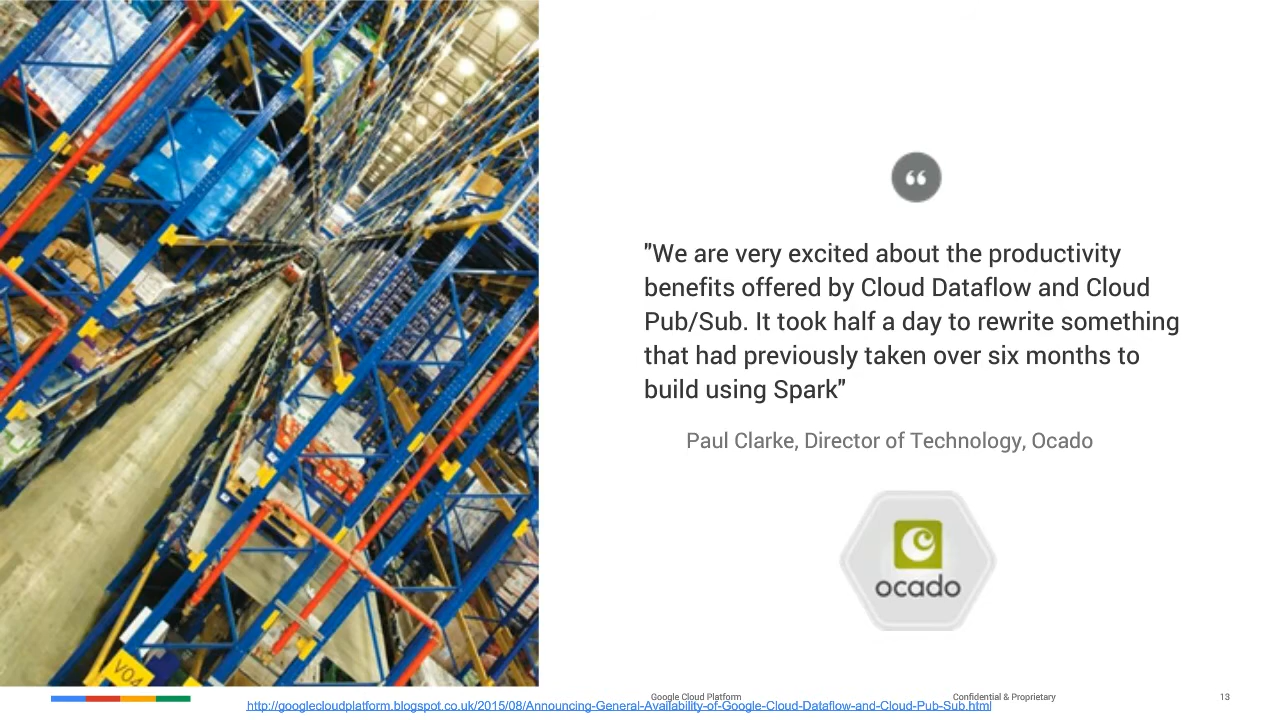 "We are very excited about the productivity
benefits offered by Cloud Dataflow and Cloud
Pub/Sub. It took half a day to rewrite something
that had previously taken over six months to
build using Spark"
Paul Clarke, Director of Technology, Ocado
ocado
V04
Google Cloud Platform
Confidential & Proprietary
13
http://googlecloudplatform.blogspot.co.uk/2015/08/Announcing-General-Availability-of-Google-Cloud-Dataflow-and-Cloud-Pub-Sub.html